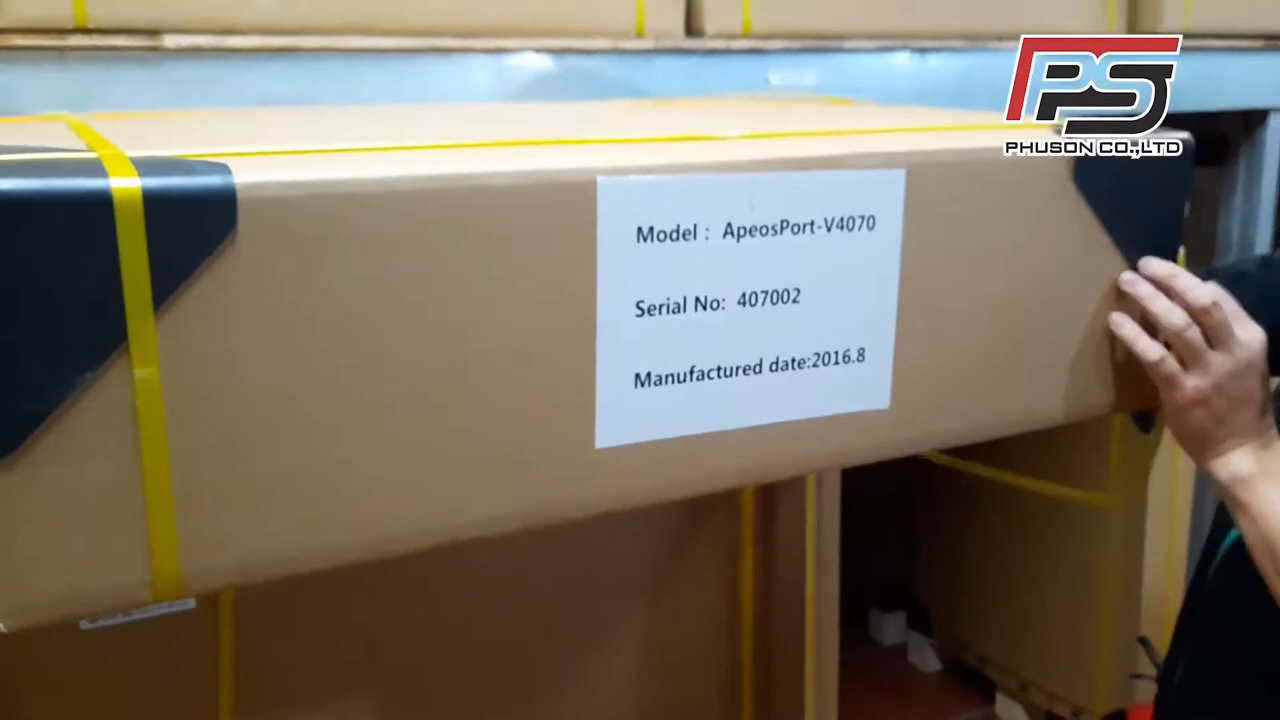 PS
PHUSON CO.,LTD
Model : ApeosPort-V4070
Serial No: 407002
Manufactured date:2016.8